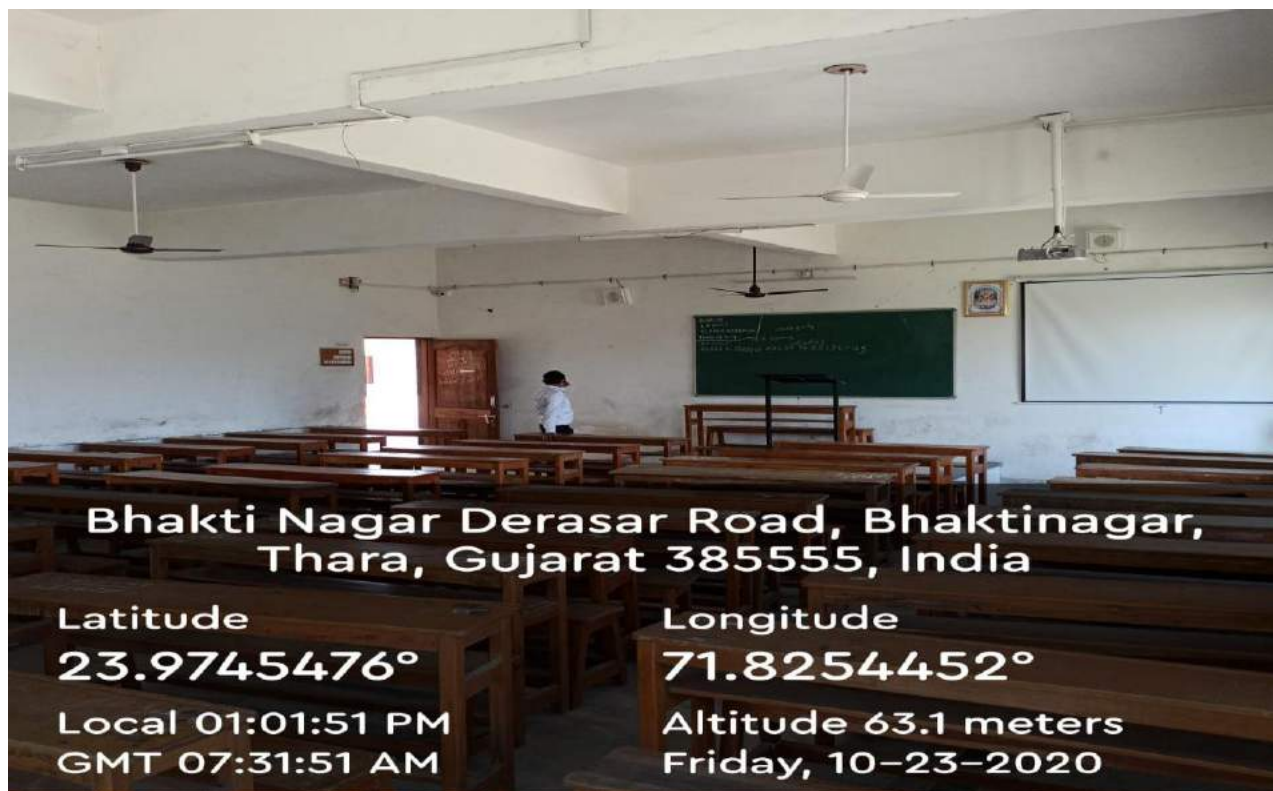 Bhakti Nagar Derasar Road, Bhaktinagar,
Thara, Gujarat 385555, India
Latitude
23.9745476°
Longitude
71.8254452°
Local 01:01:51 PM
GMT 07:31:51 AM
Altitude 63.1 meters
Friday, 10-23-2020